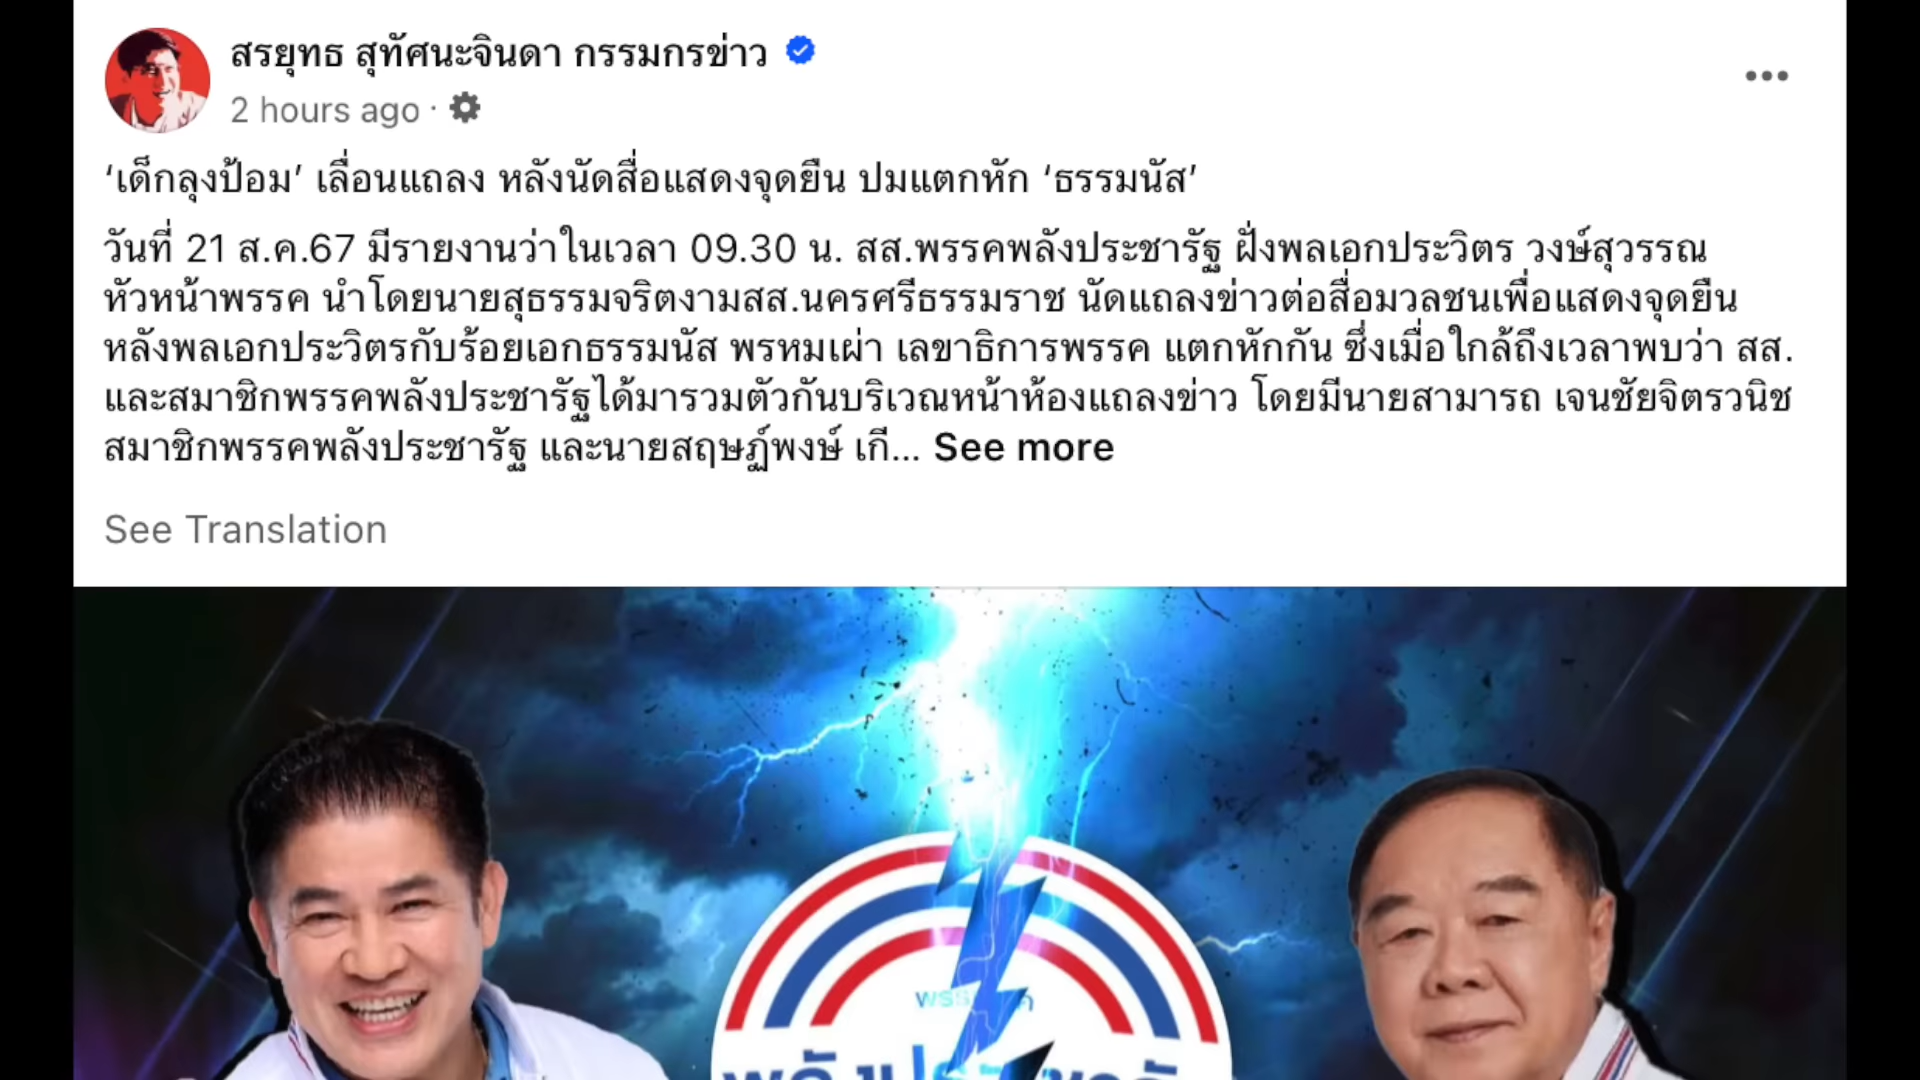 สรยุทธ สุทัศนะจินดา กรรมกรข่าว
2 hours ago ·
‘เด็กลุงป้อม’ เลื่อนแถลง หลังนัดสื่อแสดงจุดยืน ปมแตกหัก ‘ธรรมนัส’
วันที่ 21 ส.ค.67 มีรายงานว่าในเวลา 09.30 น. สส.พรรคพลังประชารัฐ ฝั่งพลเอกประวิตร วงษ์สุวรรณ
หัวหน้าพรรค นำโดยนายสุธรรมจริตงามสส.นครศรีธรรมราช นัดแถลงข่าวต่อสื่อมวลชนเพื่อแสดงจุดยืน
หลังพลเอกประวิตรกับร้อยเอกธรรมนัส พรหมเผ่า เลขาธิการพรรค แตกหักกัน ซึ่งเมื่อใกล้ถึงเวลาพบว่า สส.
และสมาชิกพรรคพลังประชารัฐได้มารวมตัวกันบริเวณหน้าห้องแถลงข่าว โดยมีนายสามารถ เจนชัยจิตรวนิช
สมาชิกพรรคพลังประชารัฐ และนายสฤษฏ์พงษ์ เกี... See more
See Translation